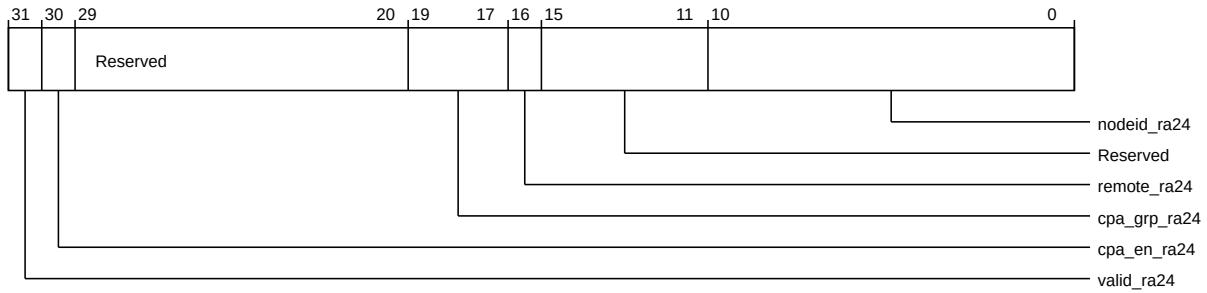 31 30 29 20 19 17 16 15 11 10 0
Reserved
nodeid_ra24
Reserved
remote_ra24
cpa_grp_ra24
cpa_en_ra24
valid_ra24